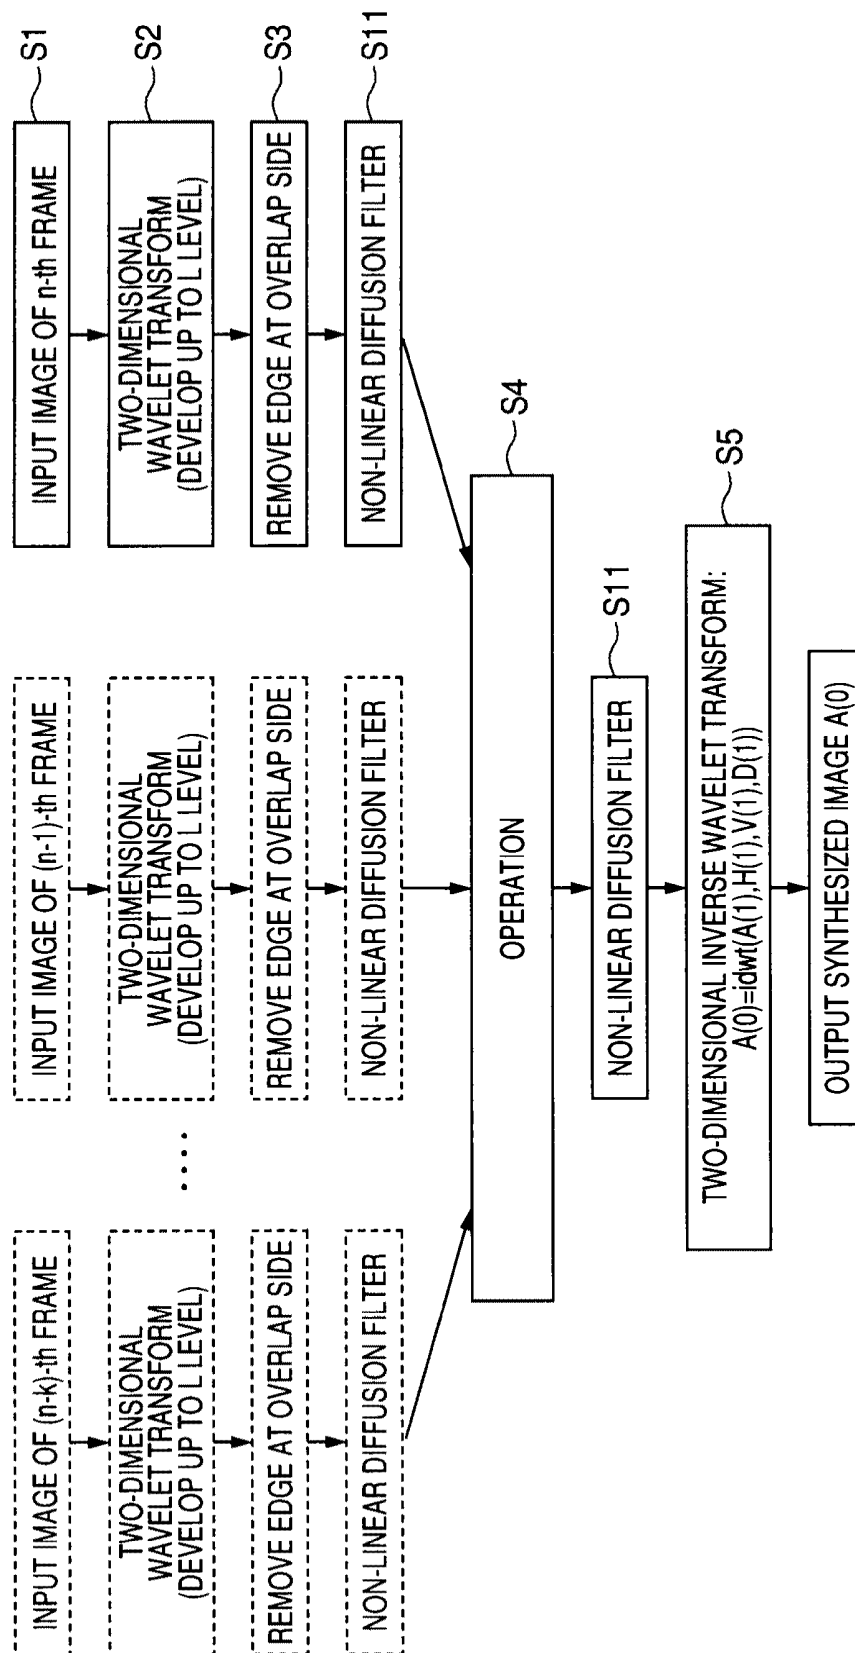 INPUT IMAGE OF (n-k)-th FRAME
TWO-DIMENSIONAL
WAVELET TRANSFORM
(DEVELOP UP TO L LEVEL)
REMOVE EDGE AT OVERLAP SIDE
NON-LINEAR DIFFUSION FILTER
....
INPUT IMAGE OF (n-1)-th FRAME
TWO-DIMENSIONAL
WAVELET TRANSFORM
(DEVELOP UP TO L LEVEL)
REMOVE EDGE AT OVERLAP SIDE
NON-LINEAR DIFFUSION FILTER
INPUT IMAGE OF n-th FRAME
S1
TWO-DIMENSIONAL
WAVELET TRANSFORM
(DEVELOP UP TO L LEVEL)
S2
REMOVE EDGE AT OVERLAP SIDE
S3
NON-LINEAR DIFFUSION FILTER
S11
OPERATION
S4
NON-LINEAR DIFFUSION FILTER
S11
TWO-DIMENSIONAL INVERSE WAVELET TRANSFORM:
A(0)=idwt(A(1),H(1),V(1),D(1))
S5
OUTPUT SYNTHESIZED IMAGE A(0)